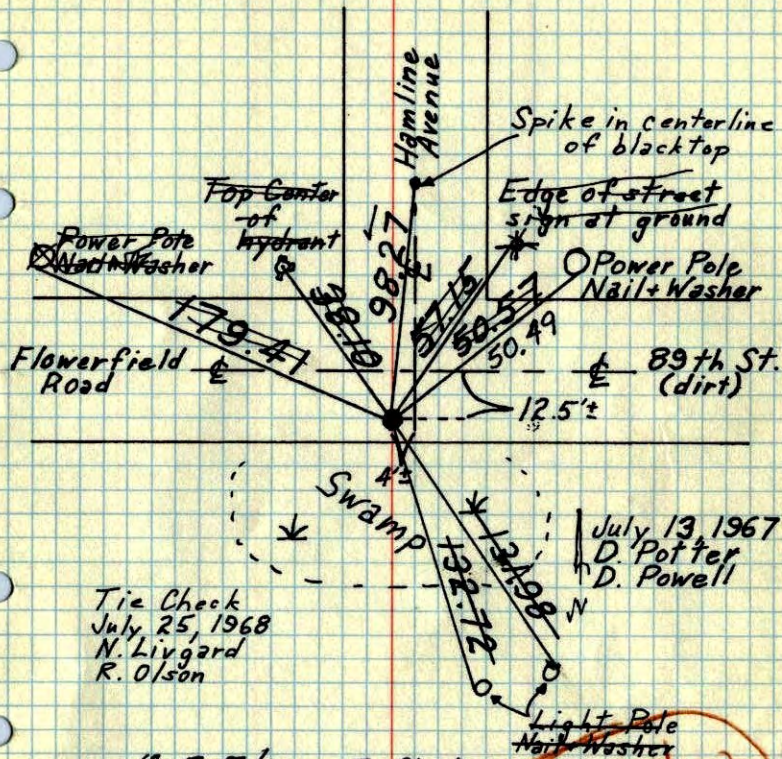 Hamline
Avenue
Spike in centerline
of blacktop
Top Center
of
hydrant
Edge of street
sign at ground
Power Pole
Nail + Washer
Power Pole
Nail + Washer
98.27
℄
179.41
38.10
57.15
50.57
50.49
Flowerfield
Road
℄
℄
89th St.
(dirt)
12.5'±
4'±
Swamp
July 13, 1967
D. Potter
D. Powell
N
131.98
Tie Check
July 25, 1968
N. Livgard
R. Olson
Light Pole
Nail + Washer